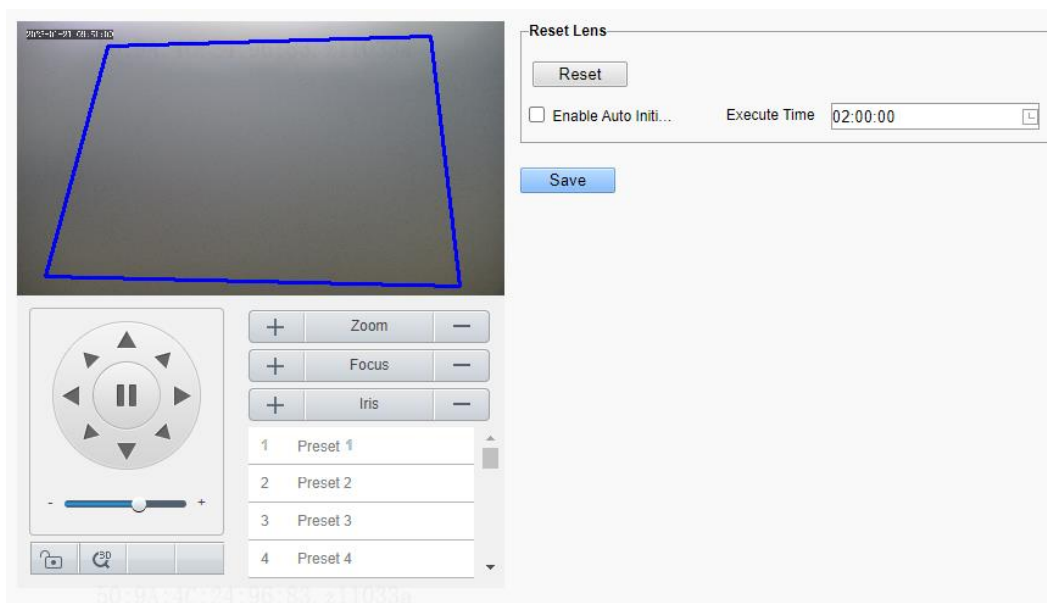 Reset Lens
Reset
Enable Auto Initi...
Execute Time
02:00:00
Save
+ Zoom —
+ Focus —
+ Iris —
1 Preset 1
2 Preset 2
3 Preset 3
4 Preset 4
- +
3D